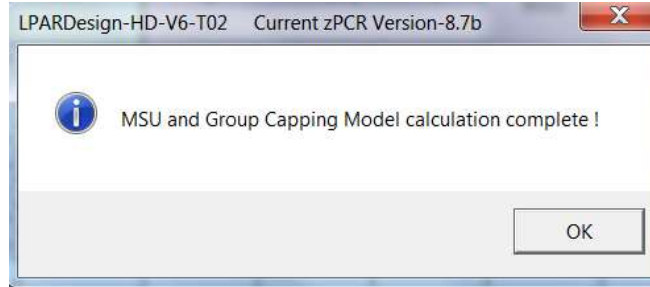 LPARDesign-HD-V6-T02 Current zPCR Version-8.7b
MSU and Group Capping Model calculation complete !
OK